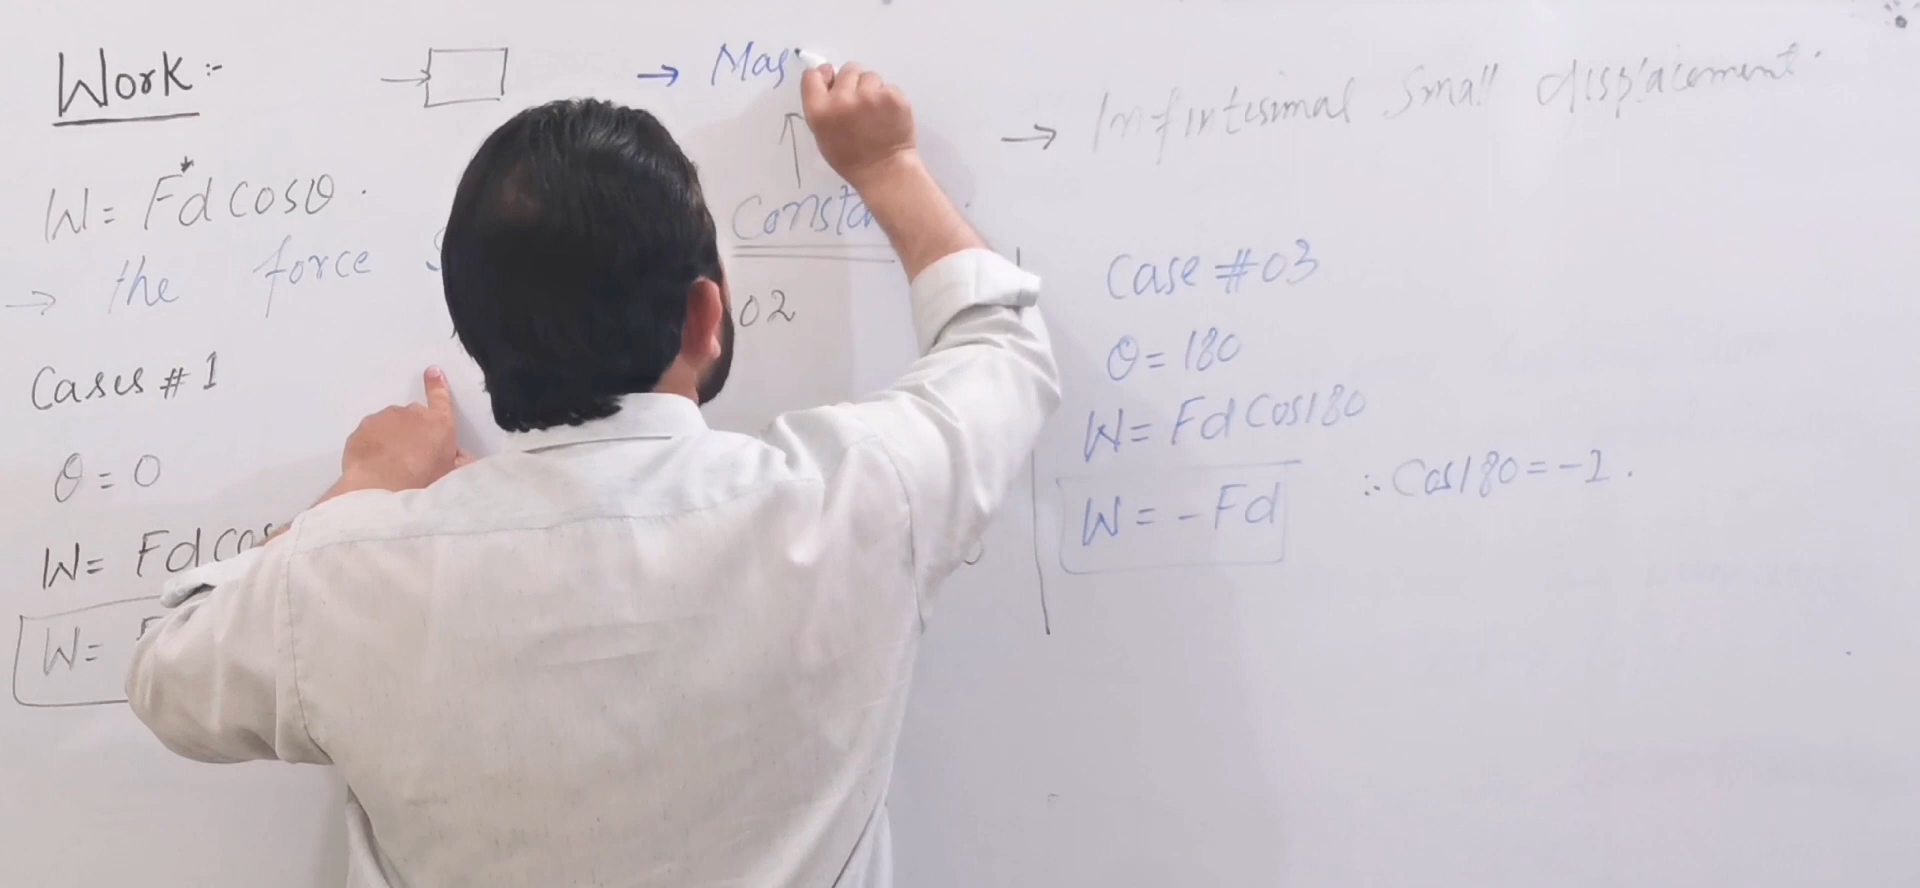 Work :-
W = Fd cosθ .
→ the force
Cases # 1
θ = 0
W = Fd cos
W =
→ Mas
02
→ Infintisimal Small displacement.
Case # 03
θ = 180
W = Fd Cos180
W = - Fd
∴ Cos180 = -1 .